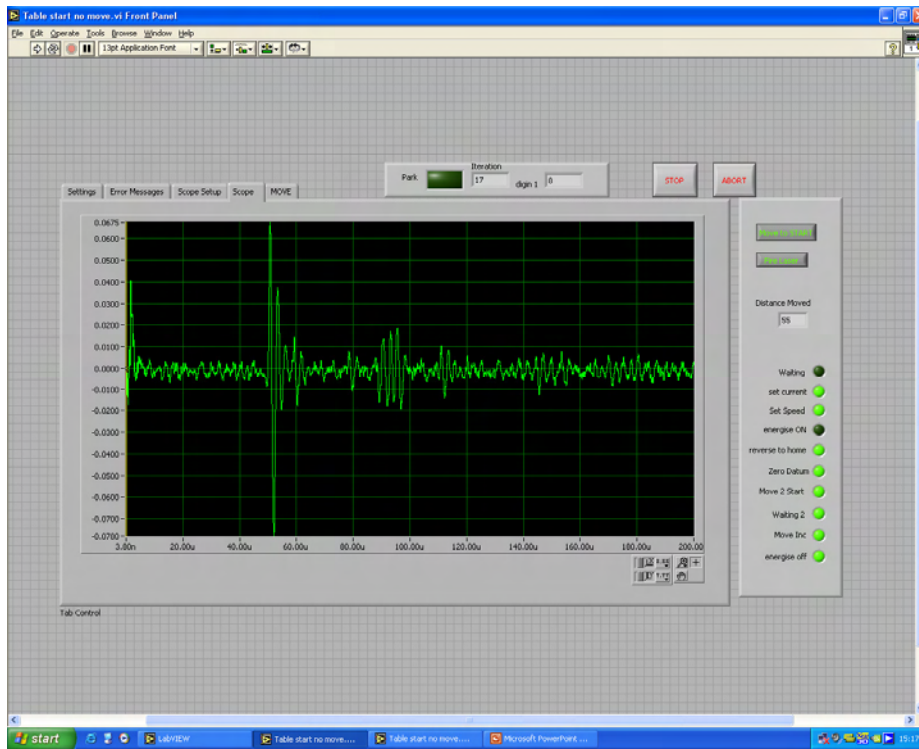 Table start no move.vi Front Panel
File Edit Operate Tools Browse Window Help
13pt Application Font
Park
Iteration
17
digin 1
0
STOP
ABORT
Settings
Error Messages
Scope Setup
Scope
MOVE
0.0675
0.0600
0.0500
0.0400
0.0300
0.0200
0.0100
0.0000
-0.0100
-0.0200
-0.0300
-0.0400
-0.0500
-0.0600
-0.0700
-0.0780
3.80n 20.00u 40.00u 60.00u 80.00u 100.00u 120.00u 140.00u 160.00u 180.00u 200.00
Tab Control
Move to START
Fire Laser
Distance Moved
55
Waiting
set current
Set Speed
energise ON
reverse to home
Zero Datum
Move 2 Start
Waiting 2
Move Inc
energise off
start
LabVIEW
Table start no move....
Table start no move....
Microsoft PowerPoint ...
15:17